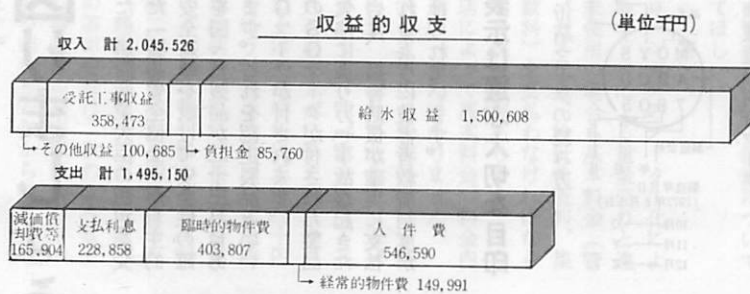 収益的収支
(単位千円)
収入 計 2,045,526
受託工事収益
358,473
給水収益 1,500,608
その他収益 100,685
負担金 85,760
支出 計 1,495,150
減価償
却費等
165,904
支払利息
228,858
臨時的物件費
403,807
人件費
546,590
経常的物件費 149,991